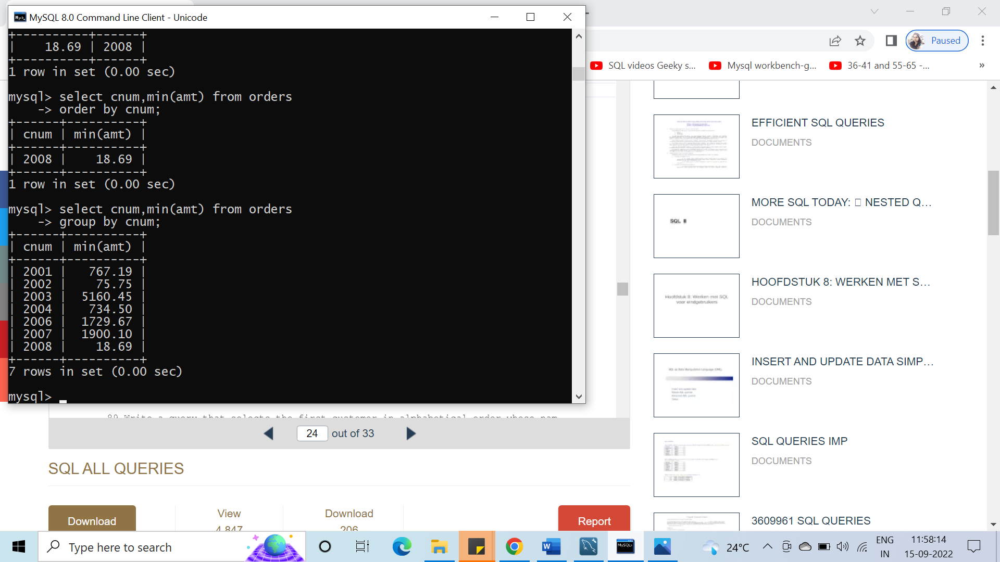 MySQL 8.0 Command Line Client - Unicode
+----------+------+
|    18.69 | 2008 |
+----------+------+
1 row in set (0.00 sec)
mysql> select cnum,min(amt) from orders
    -> order by cnum;
+------+----------+
| cnum | min(amt) |
+------+----------+
| 2008 |    18.69 |
+------+----------+
1 row in set (0.00 sec)
mysql> select cnum,min(amt) from orders
    -> group by cnum;
+------+----------+
| cnum | min(amt) |
+------+----------+
| 2001 |   767.19 |
| 2002 |    75.75 |
| 2003 |  5160.45 |
| 2004 |   734.50 |
| 2006 |  1729.67 |
| 2007 |  1900.10 |
| 2008 |    18.69 |
+------+----------+
7 rows in set (0.00 sec)
mysql>
Paused
SQL videos Geeky s...
Mysql workbench-g...
36-41 and 55-65 -...
»
EFFICIENT SQL QUERIES
DOCUMENTS
SQL II
MORE SQL TODAY: 􏰀 NESTED Q...
DOCUMENTS
Hoofdstuk 8: Werken met SQL
voor eindgebruikers
HOOFDSTUK 8: WERKEN MET S...
DOCUMENTS
INSERT AND UPDATE DATA SIMP...
DOCUMENTS
SQL QUERIES IMP
DOCUMENTS
3609961 SQL QUERIES
Write a query that selects the first customer in alphabetical order whose nam
24 out of 33
SQL ALL QUERIES
Download
View
4,847
Download
206
Report
Type here to search
24°C
ENG
IN
11:58:14
15-09-2022